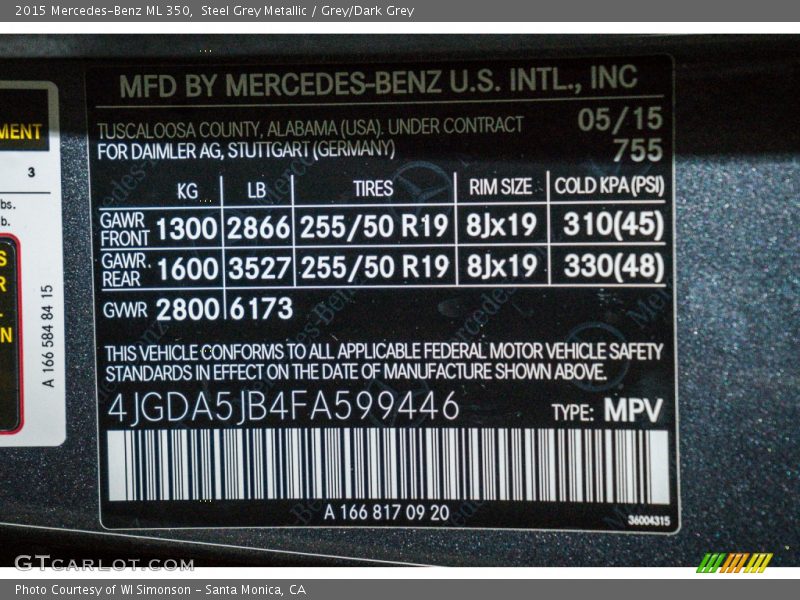 2015 Mercedes-Benz ML 350, Steel Grey Metallic / Grey/Dark Grey
MFD BY MERCEDES-BENZ U.S. INTL., INC
TUSCALOOSA COUNTY, ALABAMA (USA). UNDER CONTRACT 05/15
FOR DAIMLER AG, STUTTGART (GERMANY) 755
KG LB TIRES RIM SIZE COLD KPA(PSI)
GAWR FRONT 1300 2866 255/50 R19 8Jx19 310(45)
GAWR REAR 1600 3527 255/50 R19 8Jx19 330(48)
GVWR 2800 6173
THIS VEHICLE CONFORMS TO ALL APPLICABLE FEDERAL MOTOR VEHICLE SAFETY
STANDARDS IN EFFECT ON THE DATE OF MANUFACTURE SHOWN ABOVE.
4JGDA5JB4FA599446 TYPE: MPV
A 166 817 09 20
36004315
MENT
3
bs.
b.
S
R
N
A 166 584 84 15
GTcarlot.com
Photo Courtesy of WI Simonson - Santa Monica, CA